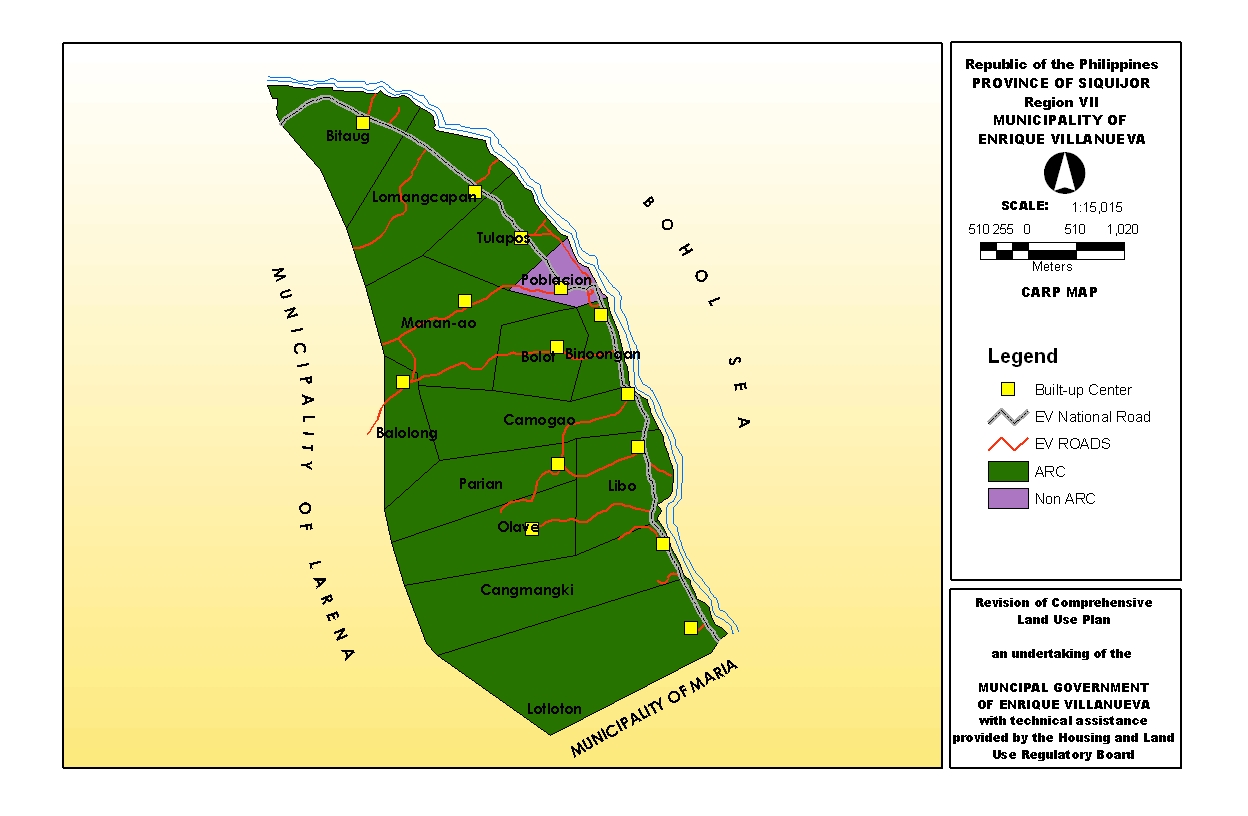 Bitaug
Lomangcapan
Tulapos
Poblacion
Manan-ao
Bolot
Binoongan
Camogao
Balolong
Parian
Libo
Olave
Cangmangki
Lotloton
BOHOL SEA
MUNICIPALITY OF LARENA
MUNICIPALITY OF MARIA
Republic of the Philippines
PROVINCE OF SIQUIJOR
Region VII
MUNICIPALITY OF
ENRIQUE VILLANUEVA
SCALE: 1:15,015
510 255 0 510 1,020
Meters
CARP MAP
Legend
Built-up Center
EV National Road
EV ROADS
ARC
Non ARC
Revision of Comprehensive
Land Use Plan
an undertaking of the
MUNCIPAL GOVERNMENT
OF ENRIQUE VILLANUEVA
with technical assistance
provided by the Housing and Land
Use Regulatory Board